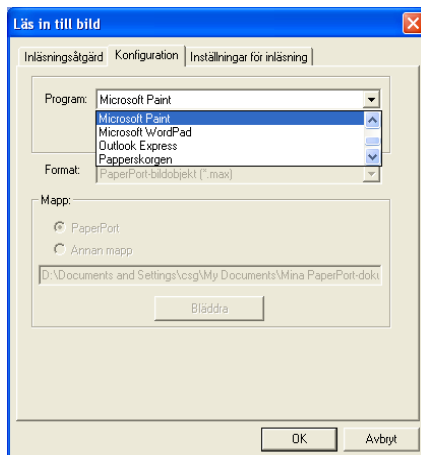 Läs in till bild
Inläsningsåtgärd Konfiguration Inställningar för inläsning
Program: Microsoft Paint
Microsoft Paint
Microsoft WordPad
Outlook Express
Papperskorgen
Format: PaperPort-bildobjekt (*.max)
Mapp:
PaperPort
Annan mapp
D:\Documents and Settings\csg\My Documents\Mina PaperPort-doku
Bläddra
OK Avbryt